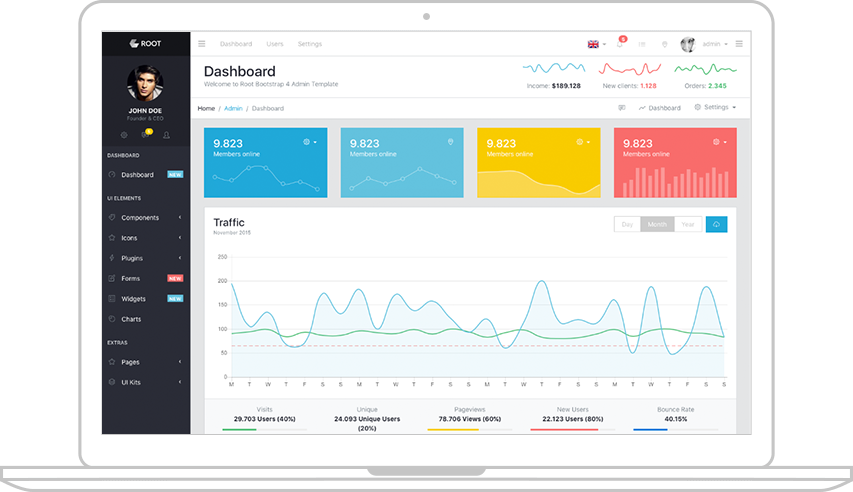 ROOT
Dashboard Users Settings
6
admin
JOHN DOE
Founder & CEO
Dashboard
Welcome to Root Bootstrap 4 Admin Template
Income: $189.128
New clients: 1.128
Orders: 2.345
Home / Admin / Dashboard
Dashboard
Settings
DASHBOARD
Dashboard NEW
UI ELEMENTS
Components
Icons
Plugins
Forms NEW
Widgets NEW
Charts
EXTRAS
Pages
UI Kits
9.823
Members online
9.823
Members online
9.823
Members online
9.823
Members online
Traffic
November 2015
Day Month Year
250
200
150
100
50
0
M T W T F S S M T W T F S S M T W T F S S M T W T F S S
Visits
29.703 Users (40%)
Unique
24.093 Unique Users
(20%)
Pageviews
78.706 Views (60%)
New Users
22.123 Users (80%)
Bounce Rate
40.15%